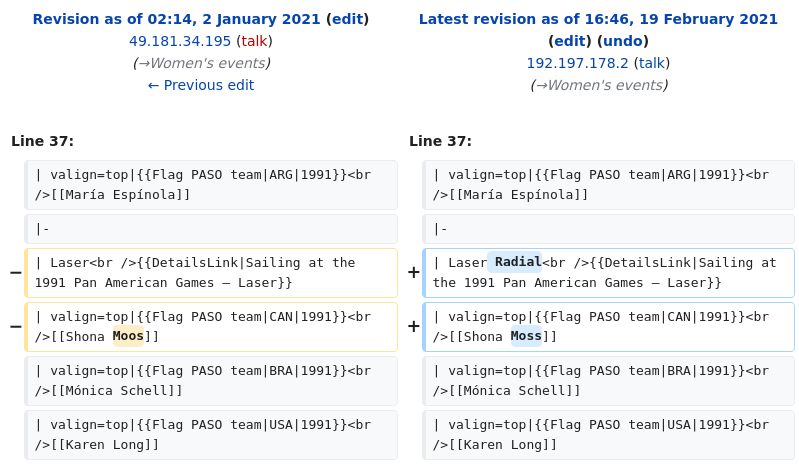 Revision as of 02:14, 2 January 2021 (edit)
49.181.34.195 (talk)
(→Women's events)
← Previous edit
Latest revision as of 16:46, 19 February 2021
(edit) (undo)
192.197.178.2 (talk)
(→Women's events)
Line 37:
| valign=top|{{Flag PASO team|ARG|1991}}<br
/>[[María Espínola]]
|-
− | Laser<br />{{DetailsLink|Sailing at the
1991 Pan American Games – Laser}}
− | valign=top|{{Flag PASO team|CAN|1991}}<br
/>[[Shona Moos]]
| valign=top|{{Flag PASO team|BRA|1991}}<br
/>[[Mónica Schell]]
| valign=top|{{Flag PASO team|USA|1991}}<br
/>[[Karen Long]]
Line 37:
| valign=top|{{Flag PASO team|ARG|1991}}<br
/>[[María Espínola]]
|-
+ | Laser Radial<br />{{DetailsLink|Sailing at
the 1991 Pan American Games – Laser}}
+ | valign=top|{{Flag PASO team|CAN|1991}}<br
/>[[Shona Moss]]
| valign=top|{{Flag PASO team|BRA|1991}}<br
/>[[Mónica Schell]]
| valign=top|{{Flag PASO team|USA|1991}}<br
/>[[Karen Long]]